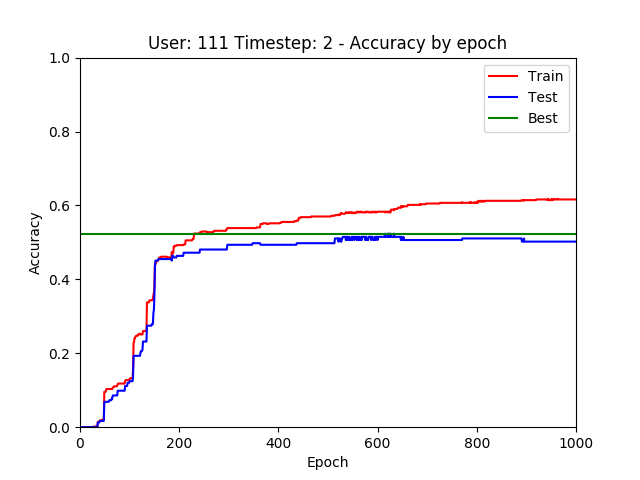 User: 111 Timestep: 2 - Accuracy by epoch
1.0
0.8
0.6
0.4
0.2
0.0
Accuracy
Train
Test
Best
0 200 400 600 800 1000
Epoch